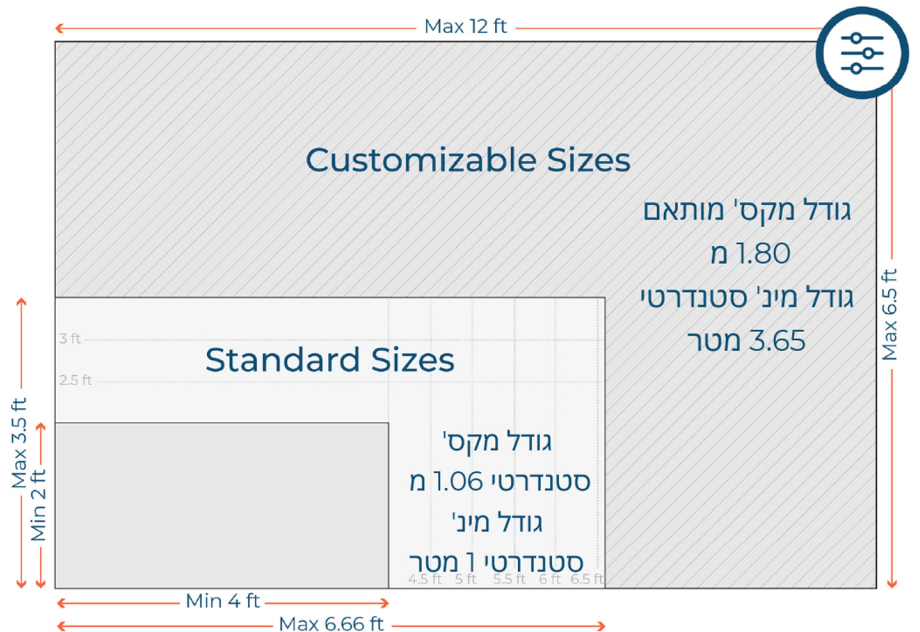 Max 12 ft
Customizable Sizes
גודל מקס' מותאם
1.80 מ
גודל מינ' סטנדרטי
3.65 מטר
Max 6.5 ft
3 ft
Standard Sizes
2.5 ft
Max 3.5 ft
Min 2 ft
גודל מקס'
סטנדרטי 1.06 מ
גודל מינ'
סטנדרטי 1 מטר
4.5 ft 5 ft 5.5 ft 6 ft 6.5 ft
Min 4 ft
Max 6.66 ft